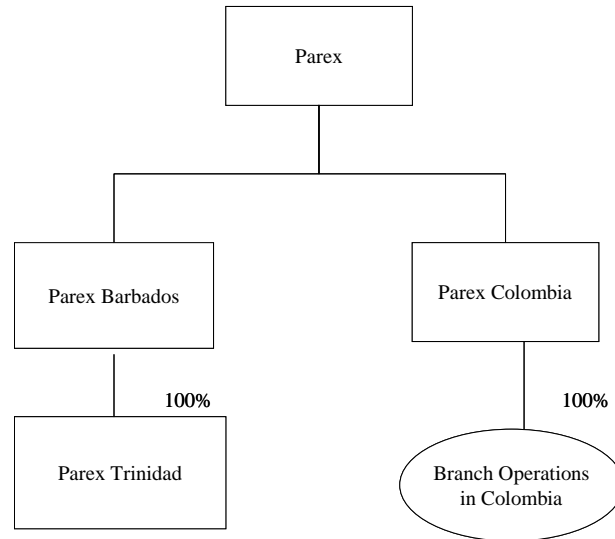 Parex
Parex Barbados
Parex Colombia
100%
100%
Parex Trinidad
Branch Operations
in Colombia